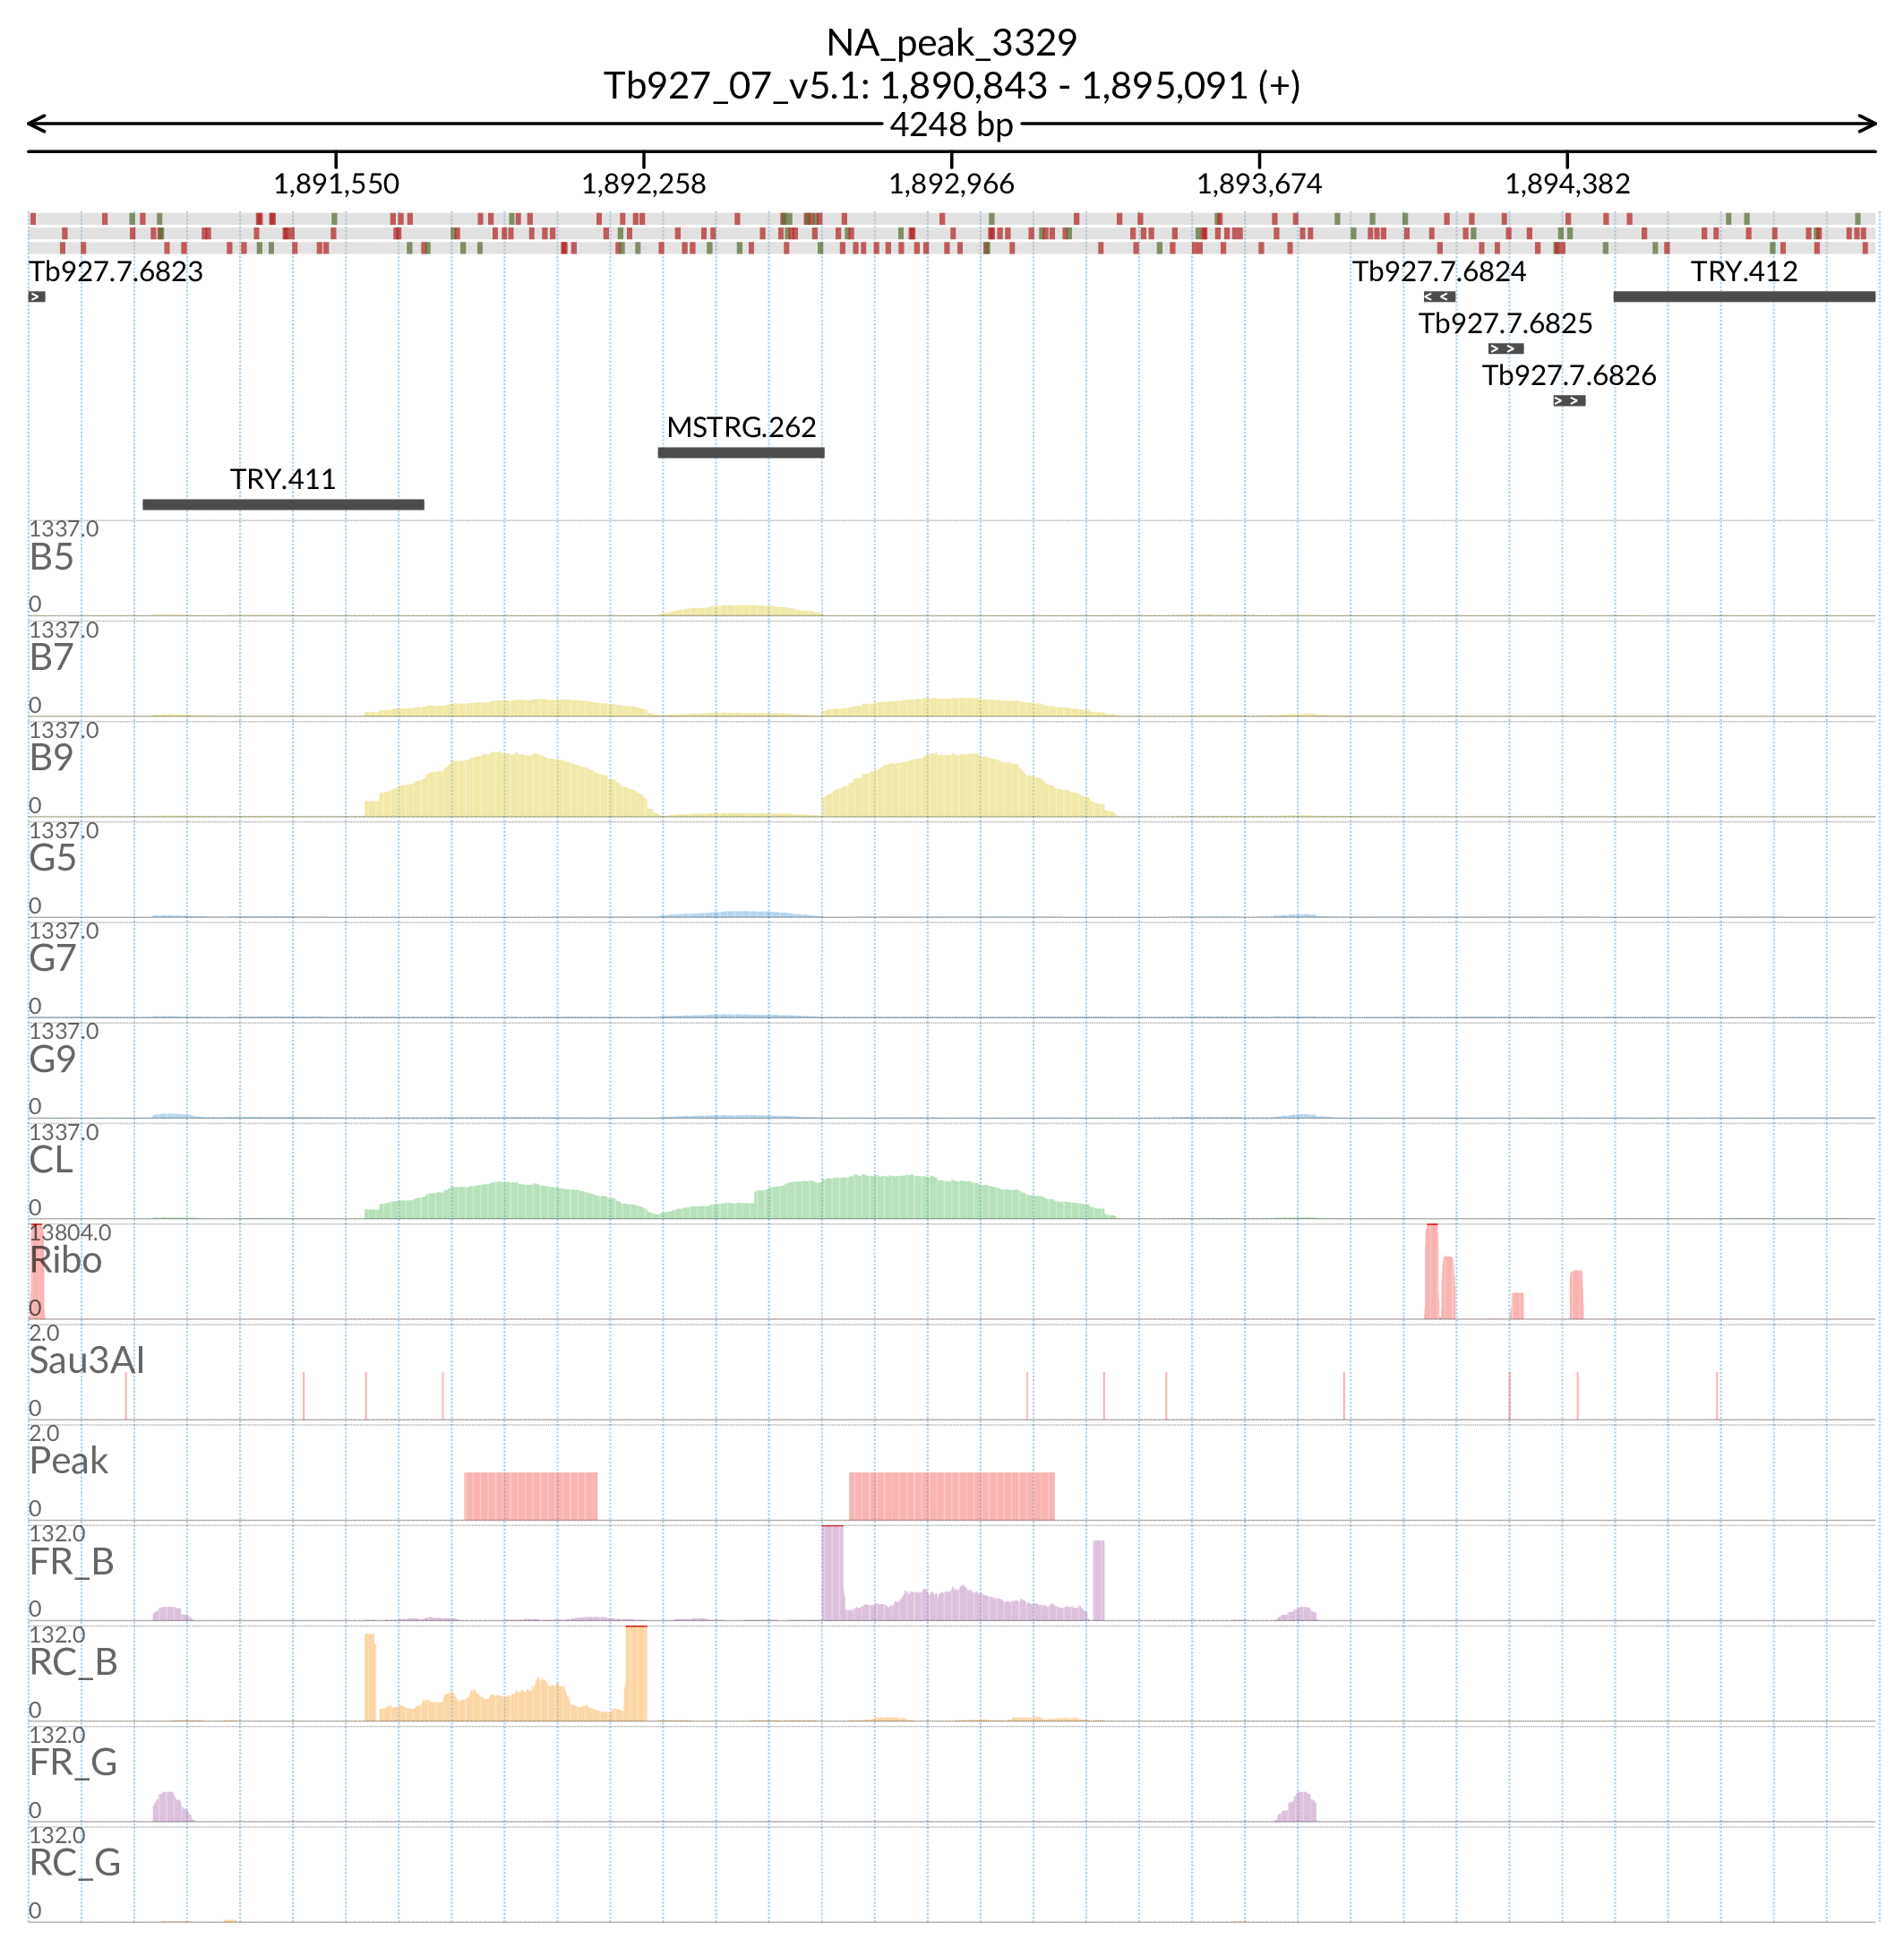 NA_peak_3329
Tb927_07_v5.1: 1,890,843 - 1,895,091 (+)
4248 bp
1,891,550 1,892,258 1,892,966 1,893,674 1,894,382
Tb927.7.6823 Tb927.7.6824 TRY.412
Tb927.7.6825
Tb927.7.6826
MSTRG.262
TRY.411
1337.0
B5
0
1337.0
B7
0
1337.0
B9
0
1337.0
G5
0
1337.0
G7
0
1337.0
G9
0
1337.0
CL
0
13804.0
Ribo
0
2.0
Sau3AI
0
2.0
Peak
0
132.0
FR_B
0
132.0
RC_B
0
132.0
FR_G
0
132.0
RC_G
0